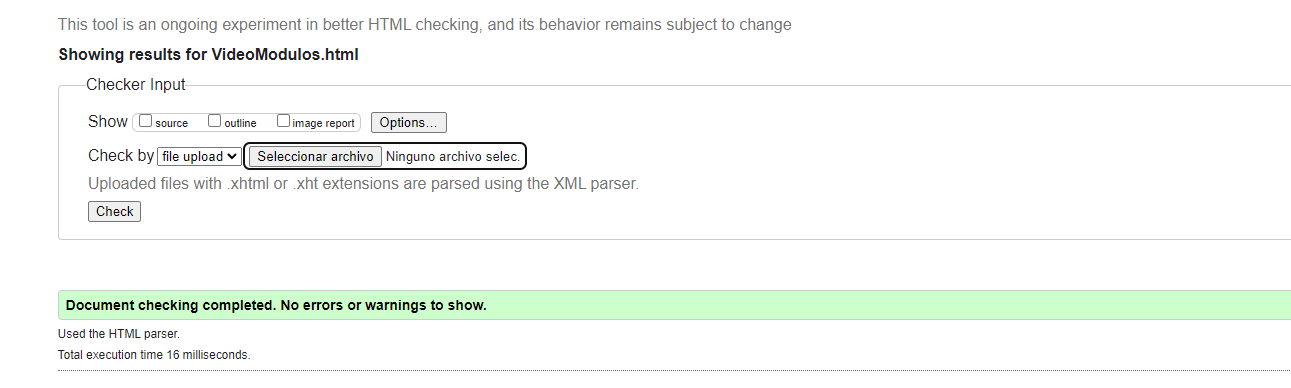 This tool is an ongoing experiment in better HTML checking, and its behavior remains subject to change
Showing results for VideoModulos.html
Checker Input
Show source outline image report Options...
Check by file upload Seleccionar archivo Ninguno archivo selec.
Uploaded files with .xhtml or .xht extensions are parsed using the XML parser.
Check
Document checking completed. No errors or warnings to show.
Used the HTML parser.
Total execution time 16 milliseconds.